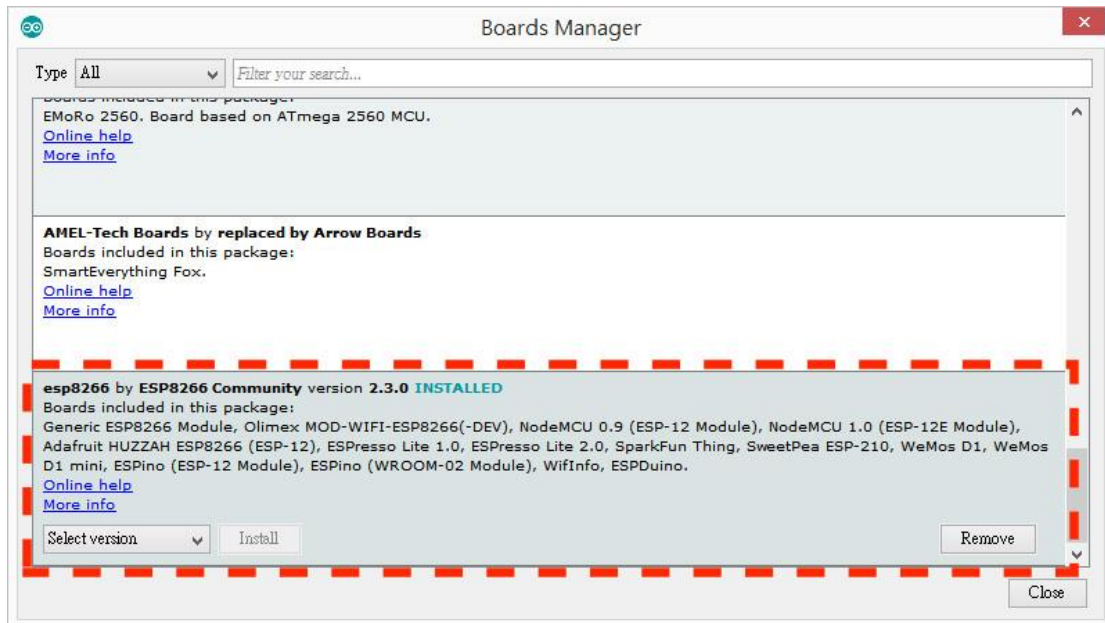 Boards Manager
Type All Filter your search...
Boards included in this package:
EMoRo 2560. Board based on ATmega 2560 MCU.
Online help
More info
AMEL-Tech Boards by replaced by Arrow Boards
Boards included in this package:
SmartEverything Fox.
Online help
More info
esp8266 by ESP8266 Community version 2.3.0 INSTALLED
Boards included in this package:
Generic ESP8266 Module, Olimex MOD-WIFI-ESP8266(-DEV), NodeMCU 0.9 (ESP-12 Module), NodeMCU 1.0 (ESP-12E Module),
Adafruit HUZZAH ESP8266 (ESP-12), ESPresso Lite 1.0, ESPresso Lite 2.0, SparkFun Thing, SweetPea ESP-210, WeMos D1, WeMos
D1 mini, ESPino (ESP-12 Module), ESPino (WROOM-02 Module), WifInfo, ESPDuino.
Online help
More info
Select version Install Remove
Close